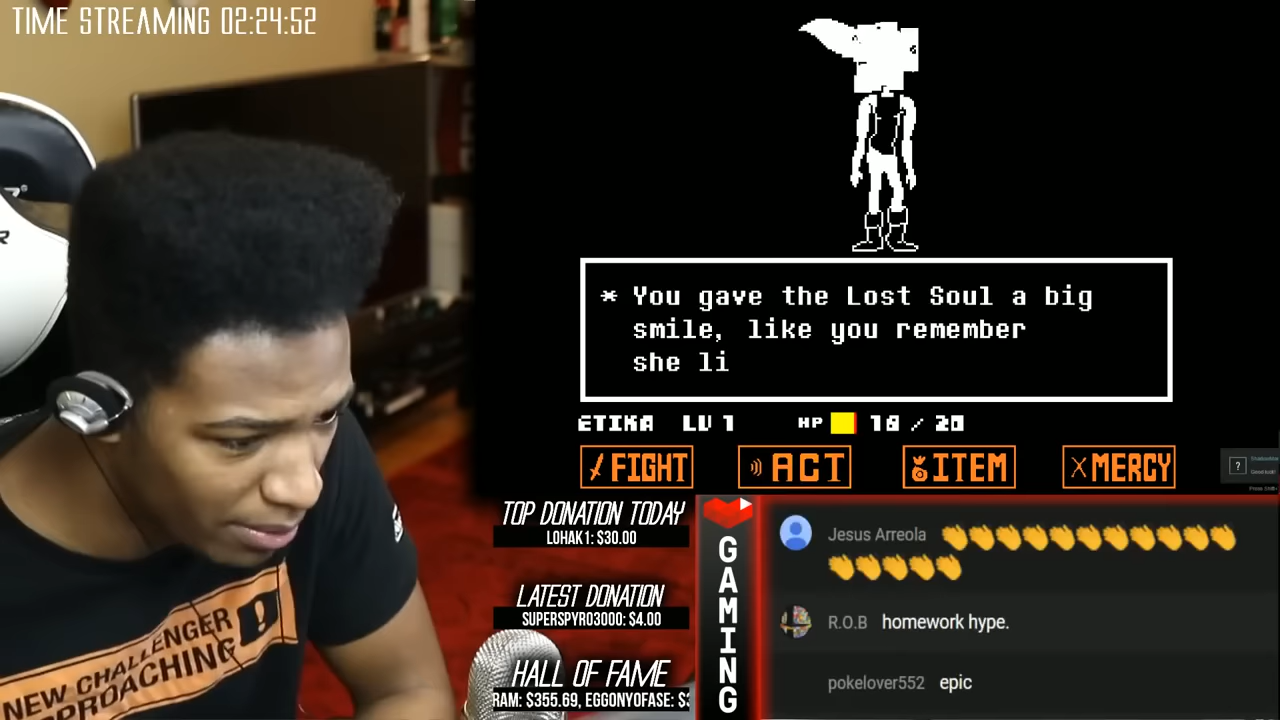 TIME STREAMING 02:24:52
* You gave the Lost Soul a big
smile, like you remember
she li
ETIKA LV 1 HP 18 / 20
FIGHT
ACT
ITEM
MERCY
TOP DONATION TODAY
LOHAK1: $30.00
LATEST DONATION
SUPERSPYRO3000: $4.00
HALL OF FAME
RAM: $355.69, EGGONYOFASE: $3
GAMING
Jesus Arreola
R.O.B homework hype.
pokelover552 epic
NEW CHALLENGER
APPROACHING!